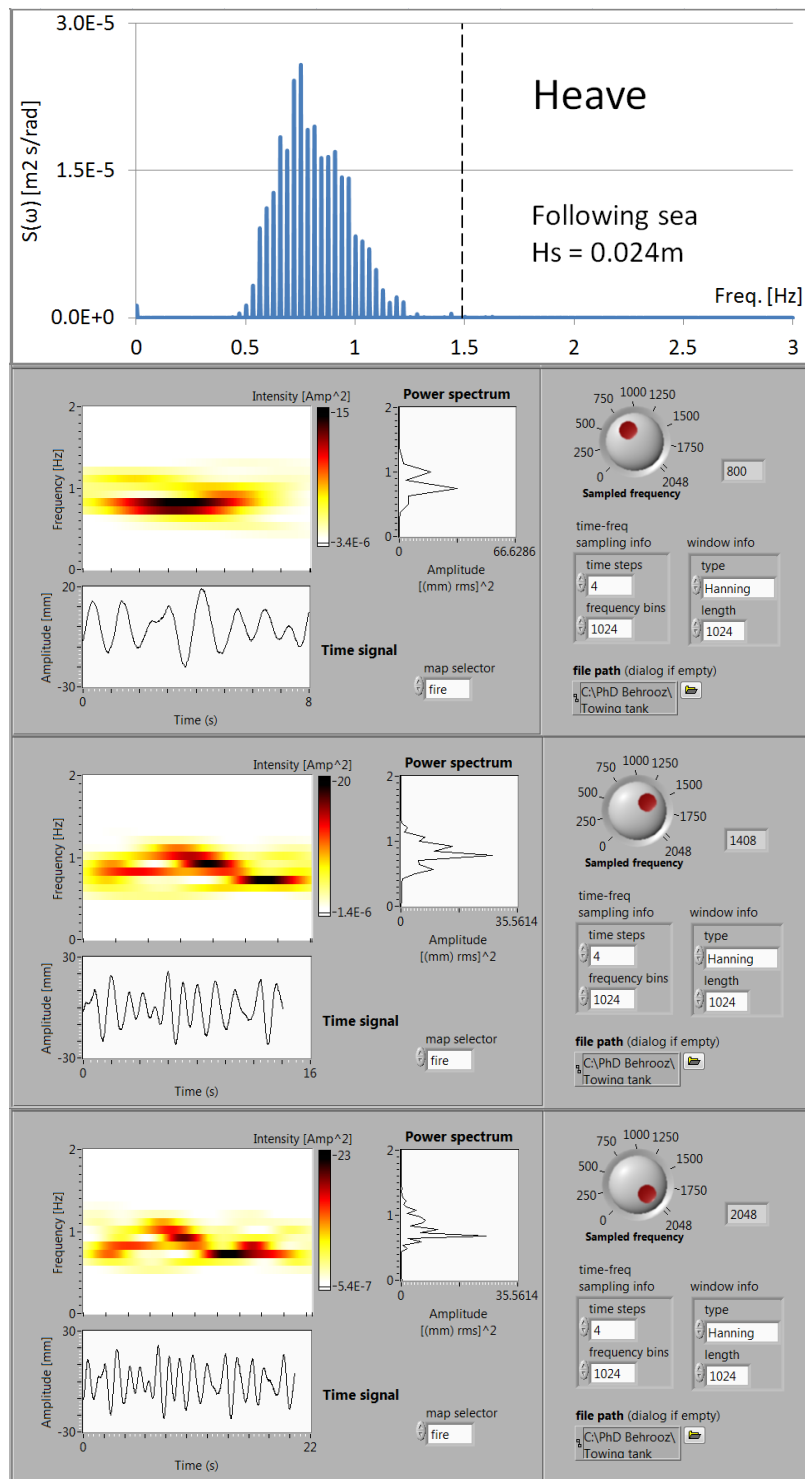 3.0E-5
Heave
S(ω) [m2 s/rad]
1.5E-5
Following sea
Hs = 0.024m
Freq. [Hz]
0.0E+0
0 0.5 1 1.5 2 2.5 3
Intensity [Amp^2]
Power spectrum
2
-15
Frequency [Hz]
1
-3.4E-6
0
0 8
2
1
0
0 66.6286
Amplitude
[(mm) rms]^2
20
Amplitude [mm]
-30
0 8
Time (s)
Time signal
map selector
fire
0 250 500 750 1000 1250 1500 1750 2048
800
Sampled frequency
time-freq
sampling info
time steps
4
frequency bins
1024
window info
type
Hanning
length
1024
file path (dialog if empty)
C:\PhD Behrooz\
Towing tank
Intensity [Amp^2]
Power spectrum
2
-20
Frequency [Hz]
1
-1.4E-6
0
2
1
0
0 35.5614
Amplitude
[(mm) rms]^2
30
Amplitude [mm]
-30
0 16
Time (s)
Time signal
map selector
fire
0 250 500 750 1000 1250 1500 1750 2048
1408
Sampled frequency
time-freq
sampling info
time steps
4
frequency bins
1024
window info
type
Hanning
length
1024
file path (dialog if empty)
C:\PhD Behrooz\
Towing tank
Intensity [Amp^2]
Power spectrum
2
-23
Frequency [Hz]
1
-5.4E-7
0
2
1
0
0 35.5614
Amplitude
[(mm) rms]^2
30
Amplitude [mm]
-30
0 22
Time (s)
Time signal
map selector
fire
0 250 500 750 1000 1250 1500 1750 2048
2048
Sampled frequency
time-freq
sampling info
time steps
4
frequency bins
1024
window info
type
Hanning
length
1024
file path (dialog if empty)
C:\PhD Behrooz\
Towing tank